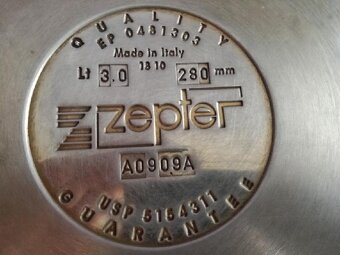 QUALITY
EP 0481303
Made in Italy
13 10
Lt 3.0 280 mm
zepter
A0909A
USP 5154311
GUARANTEE